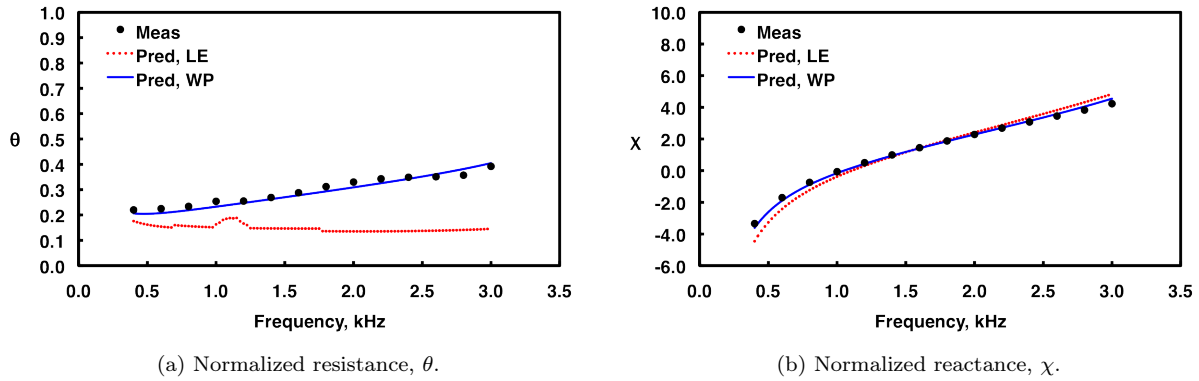 1.0
0.9
0.8
0.7
0.6
0.5
0.4
0.3
0.2
0.1
0.0
θ
Meas
Pred, LE
Pred, WP
0.0 0.5 1.0 1.5 2.0 2.5 3.0 3.5
Frequency, kHz
(a) Normalized resistance, θ.
10.0
8.0
6.0
4.0
2.0
0.0
-2.0
-4.0
-6.0
χ
Meas
Pred, LE
Pred, WP
0.0 0.5 1.0 1.5 2.0 2.5 3.0 3.5
Frequency, kHz
(b) Normalized reactance, χ.